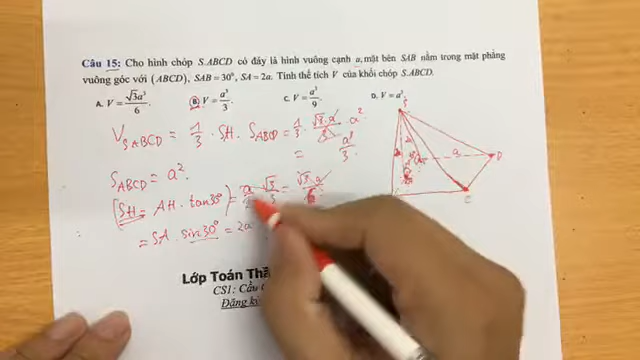 Câu 15: Cho hình chóp S.ABCD có đáy là hình vuông cạnh a, mặt bên SAB nằm trong mặt phẳng
vuông góc với (ABCD), SAB = 30°, SA = 2a. Tính thể tích V của khối chóp S.ABCD.
A. V = √3a³/6. B. V = a³/3. C. V = a³/9. D. V = a³.
V S ABCD = 1/3 . SH . S ABCD = 1/3 . √3.a . a²
= a³/3.
S ABCD = a².
SH = AH . tan30° = a √3/3 = √3 a
= SA . sin30° = 2a
S
a D
C
Lớp Toán Th
CS1:
Đăng k